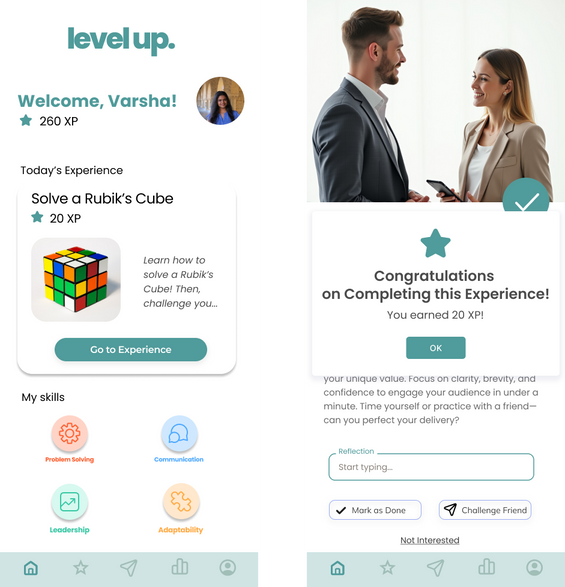 level up.
Welcome, Varsha!
260 XP
Today's Experience
Solve a Rubik's Cube
20 XP
Learn how to
solve a Rubik's
Cube! Then,
challenge you...
Go to Experience
My skills
Problem Solving
Communication
Leadership
Adaptability
Congratulations
on Completing this Experience!
You earned 20 XP!
OK
your unique value. Focus on clarity, brevity, and
confidence to engage your audience in under a
minute. Time yourself or practice with a friend—
can you perfect your delivery?
Reflection
Start typing...
Mark as Done
Challenge Friend
Not Interested